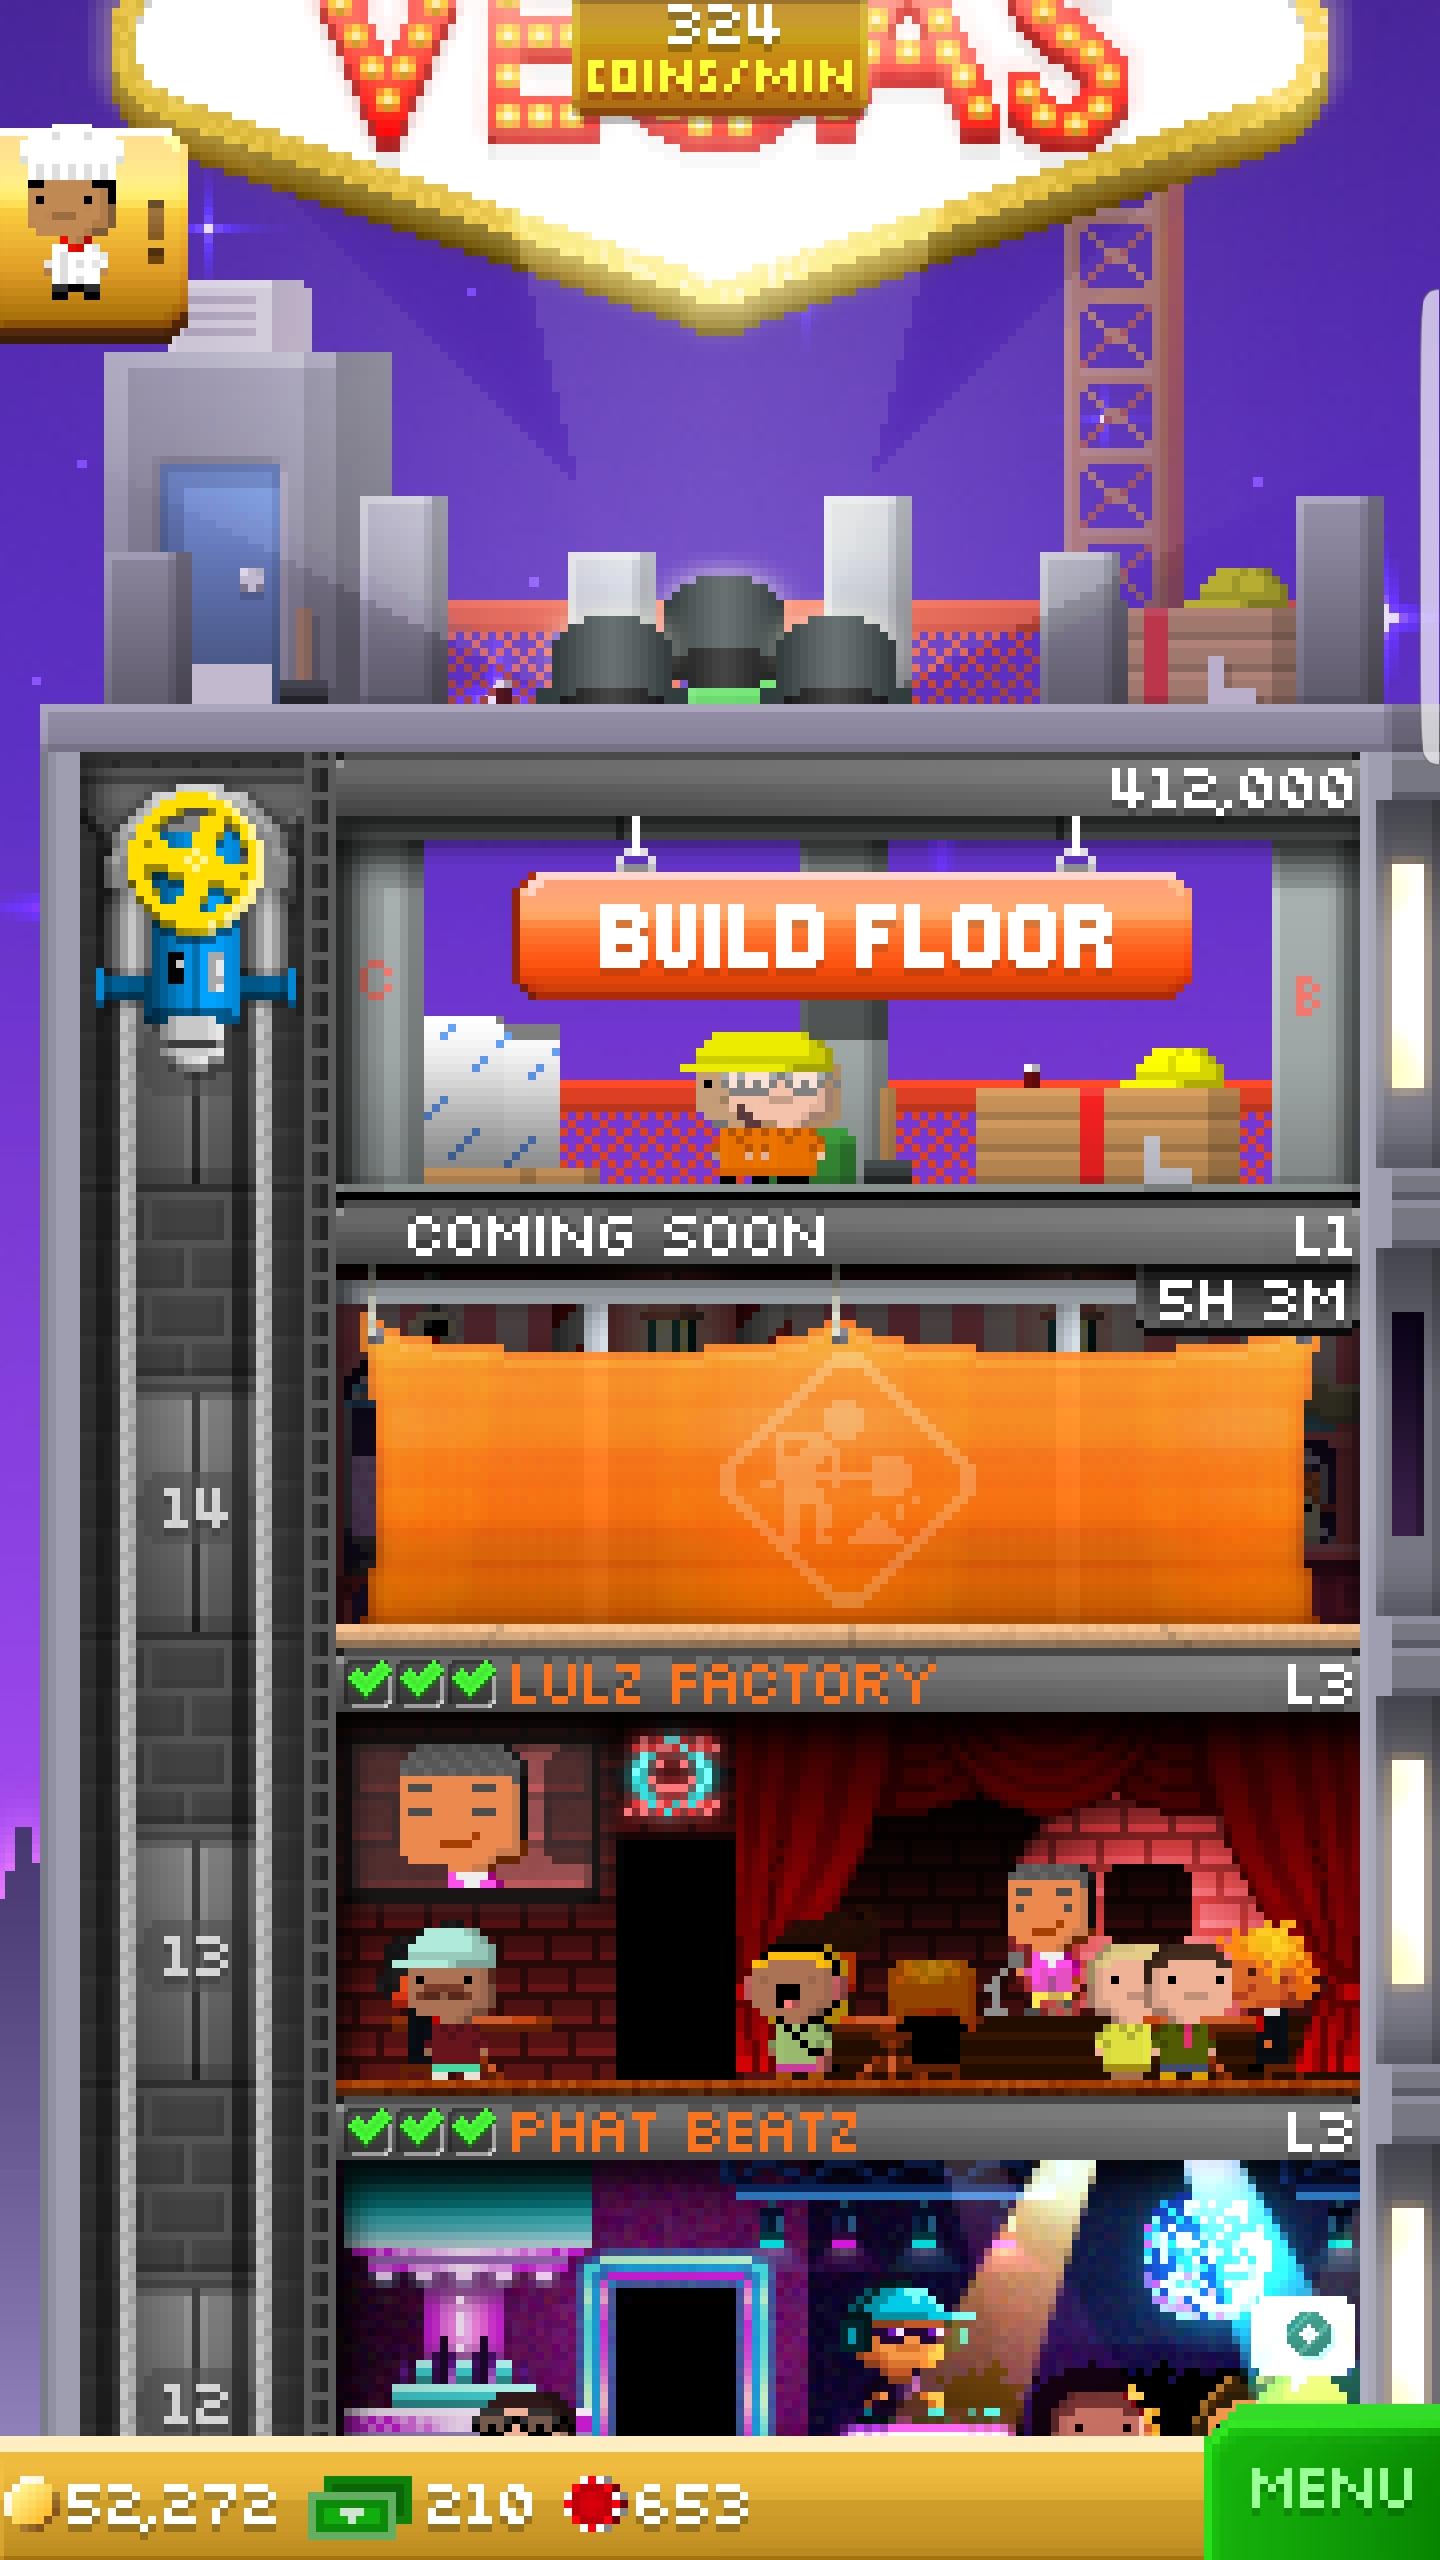 VEGAS
324
COINS/MIN
!
412,000
BUILD FLOOR
C
B
COMING SOON L1
5H 3M
14
LULZ FACTORY L3
13
PHAT BEATZ L3
12
52,272 210 653
MENU